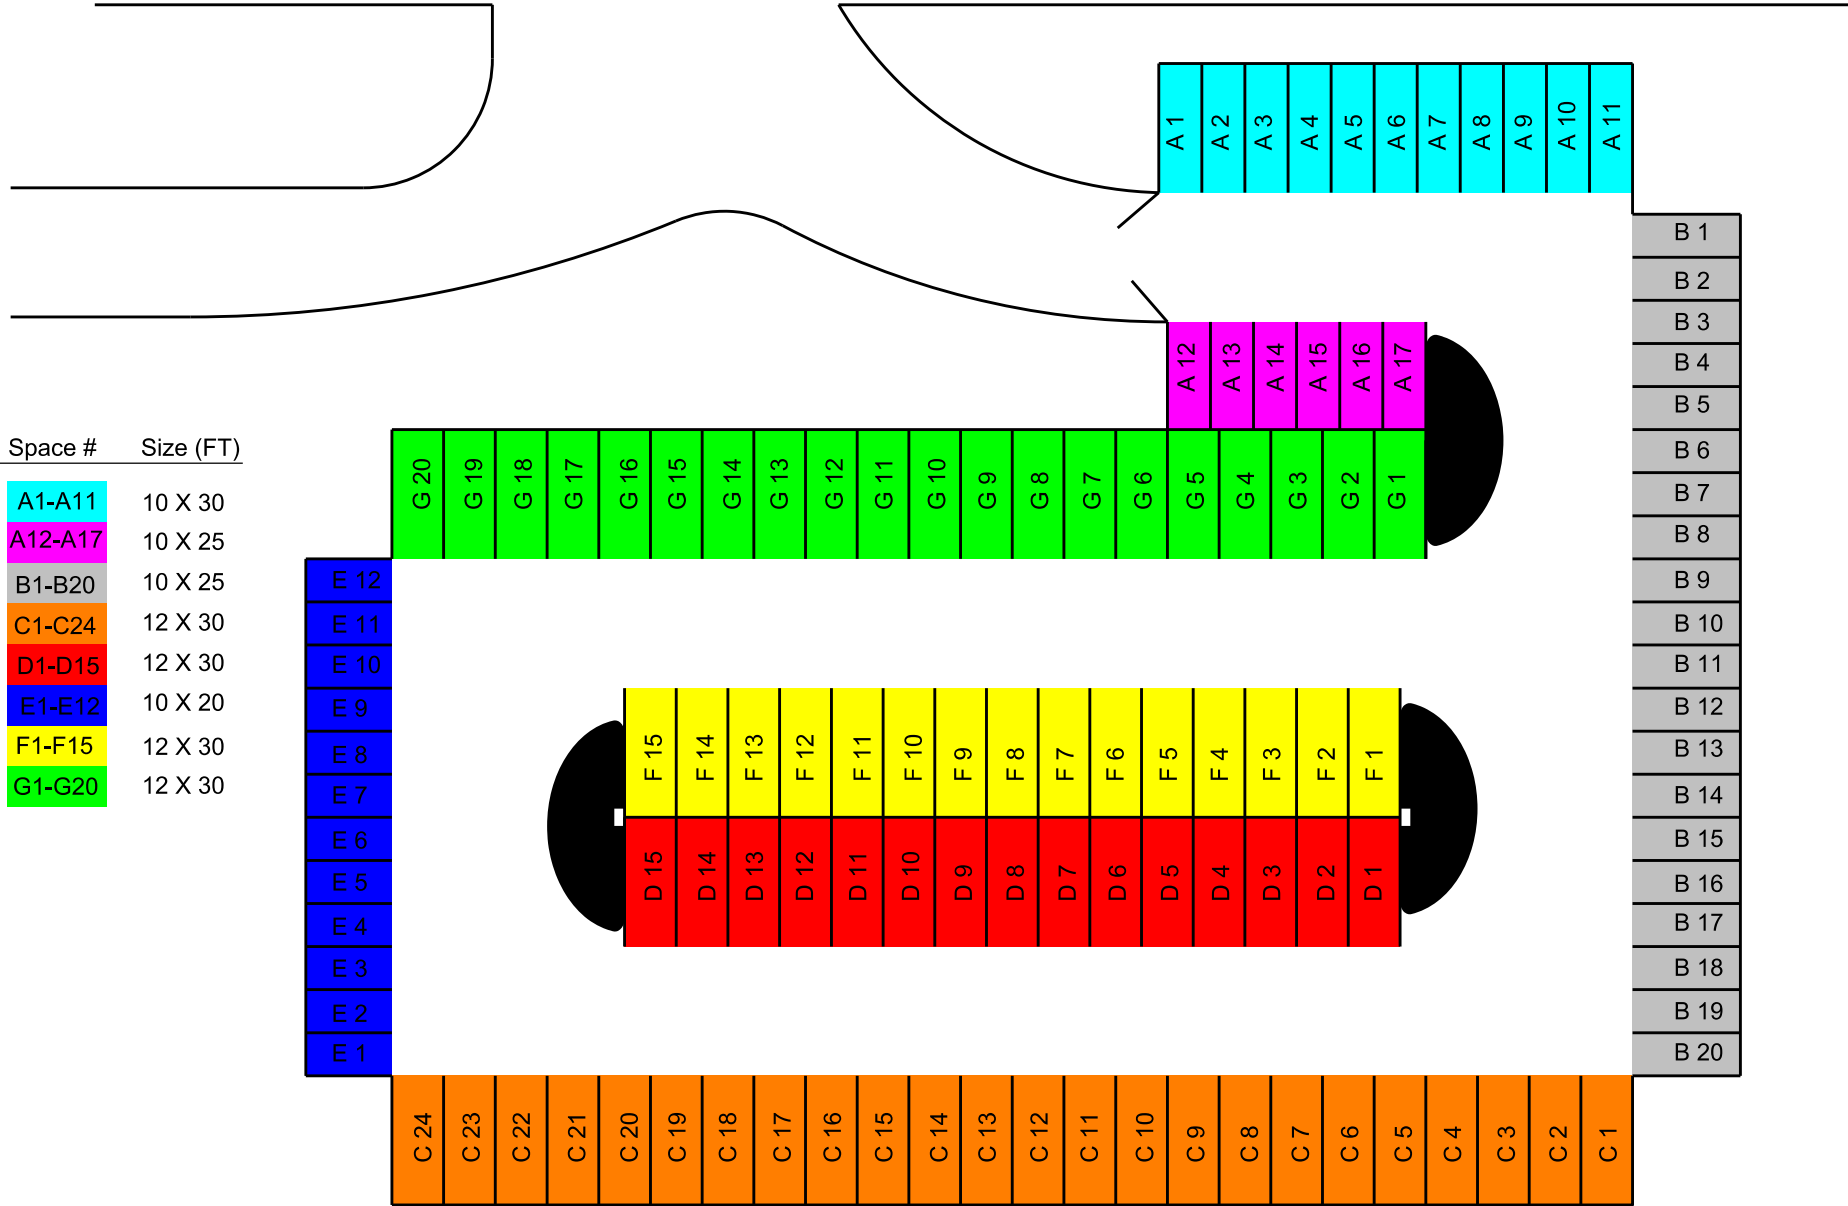 A 1 A 2 A 3 A 4 A 5 A 6 A 7 A 8 A 9 A 10 A 11
B 1
B 2
B 3
A 12 A 13 A 14 A 15 A 16 A 17
B 4
B 5
Space # Size (FT)
B 6
G 20 G 19 G 18 G 17 G 16 G 15 G 14 G 13 G 12 G 11 G 10 G 9 G 8 G 7 G 6 G 5 G 4 G 3 G 2 G 1
B 7
A1-A11 10 X 30
A12-A17 10 X 25
B 8
B1-B20 10 X 25
E 12
B 9
C1-C24 12 X 30
E 11
B 10
D1-D15 12 X 30
E 10
B 11
E1-E12 10 X 20
E 9
B 12
F1-F15 12 X 30
E 8
B 13
F 15 F 14 F 13 F 12 F 11 F 10 F 9 F 8 F 7 F 6 F 5 F 4 F 3 F 2 F 1
G1-G20 12 X 30
E 7
B 14
E 6
B 15
E 5
B 16
D 15 D 14 D 13 D 12 D 11 D 10 D 9 D 8 D 7 D 6 D 5 D 4 D 3 D 2 D 1
E 4
B 17
E 3
B 18
E 2
B 19
E 1
B 20
C 24 C 23 C 22 C 21 C 20 C 19 C 18 C 17 C 16 C 15 C 14 C 13 C 12 C 11 C 10 C 9 C 8 C 7 C 6 C 5 C 4 C 3 C 2 C 1